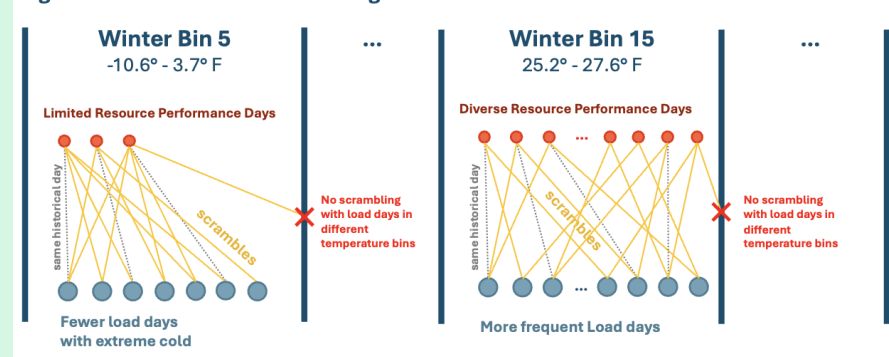 Winter Bin 5
-10.6° - 3.7° F
Limited Resource Performance Days
same historical day
scrambles
No scrambling
with load days in
different
temperature bins
Fewer load days
with extreme cold
...
Winter Bin 15
25.2° - 27.6° F
Diverse Resource Performance Days
...
same historical day
scrambles
...
No scrambling
with load days in
different
temperature bins
More frequent Load days
...